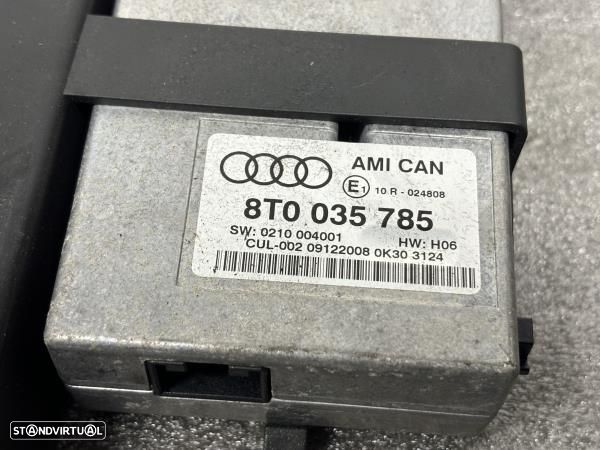 AMI CAN
E1 10 R - 024808
8T0 035 785
SW: 0210 004001 HW: H06
CUL-002 09122008 0K30 3124
STANDVIRTUAL